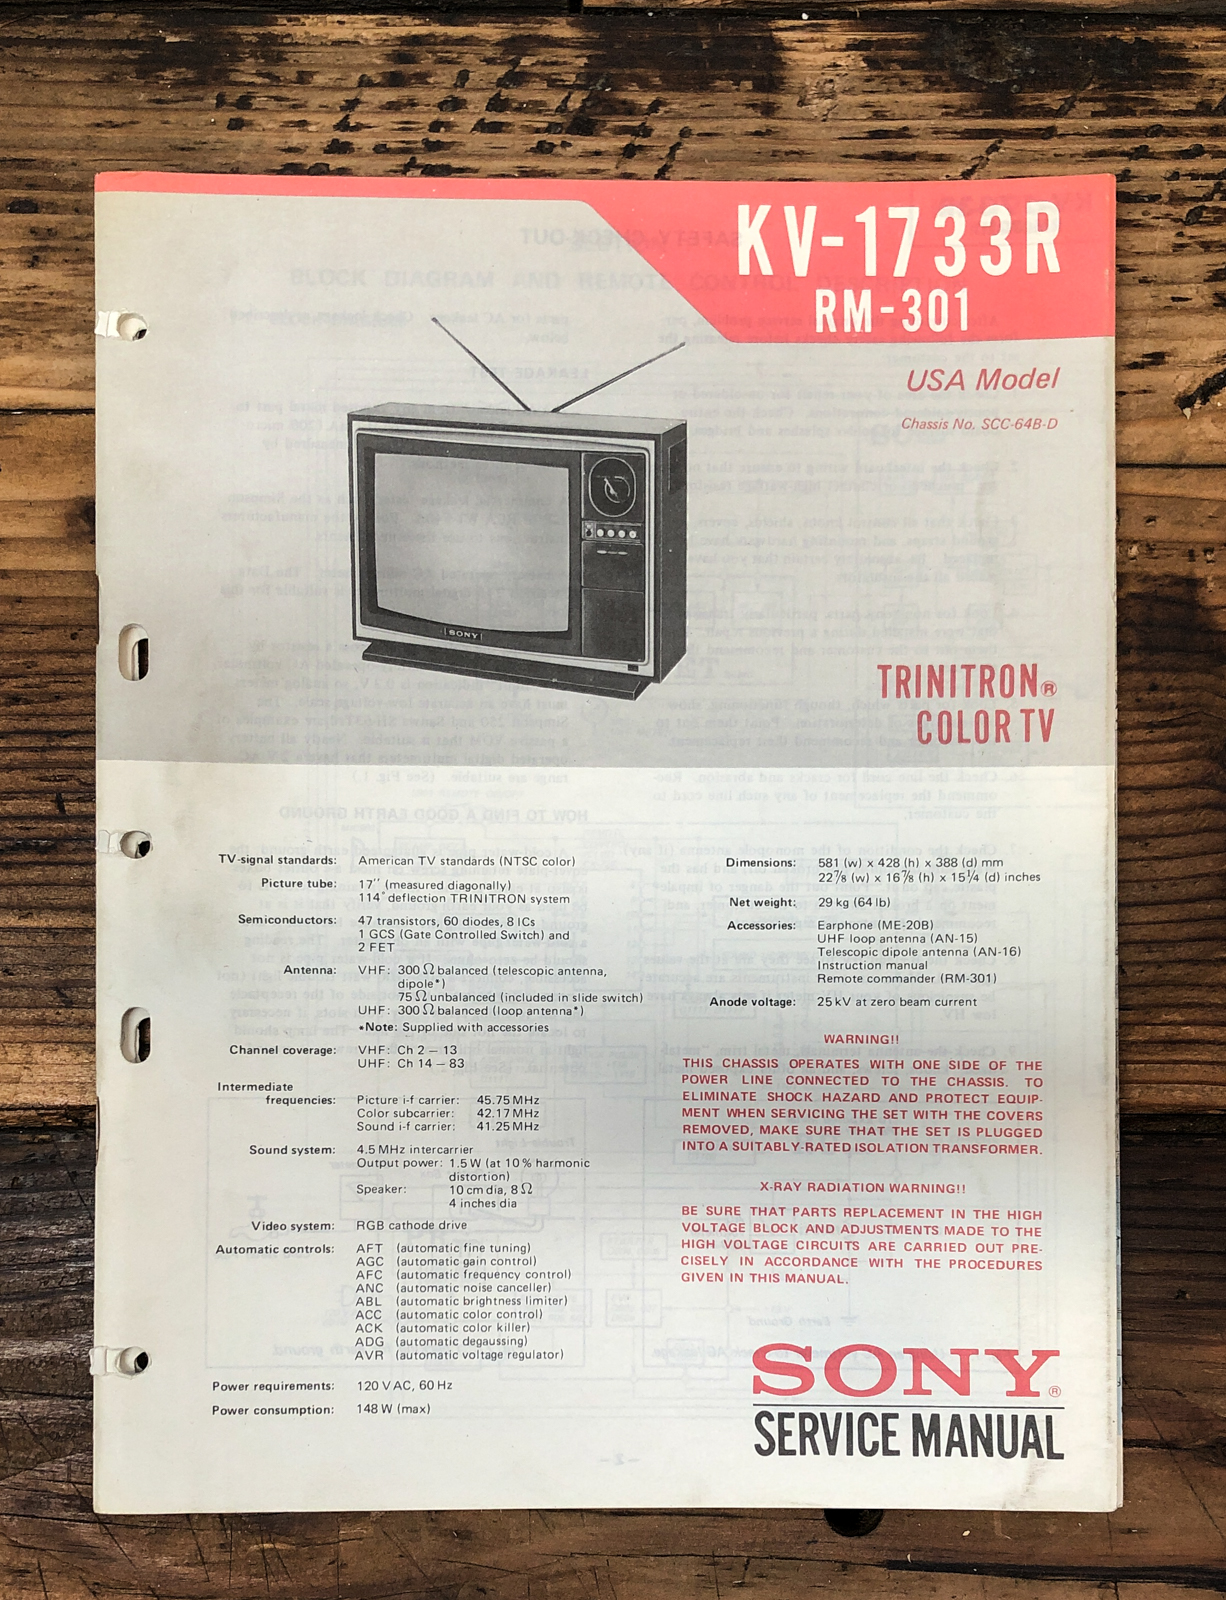 KV-1733R
RM-301
USA Model
Chassis No. SCC-64B-D
SONY
TRINITRON®
COLOR TV
TV-signal standards: American TV standards (NTSC color)
Picture tube: 17'' (measured diagonally)
114° deflection TRINITRON system
Semiconductors: 47 transistors, 60 diodes, 8 ICs
1 GCS (Gate Controlled Switch) and
2 FET
Antenna: VHF: 300 Ω balanced (telescopic antenna,
dipole*)
75 Ω unbalanced (included in slide switch)
UHF: 300 Ω balanced (loop antenna*)
*Note: Supplied with accessories
Channel coverage: VHF: Ch 2 – 13
UHF: Ch 14 – 83
Intermediate
frequencies: Picture i-f carrier: 45.75 MHz
Color subcarrier: 42.17 MHz
Sound i-f carrier: 41.25 MHz
Sound system: 4.5 MHz intercarrier
Output power: 1.5 W (at 10 % harmonic
distortion)
Speaker: 10 cm dia, 8 Ω
4 inches dia
Video system: RGB cathode drive
Automatic controls: AFT (automatic fine tuning)
AGC (automatic gain control)
AFC (automatic frequency control)
ANC (automatic noise canceller)
ABL (automatic brightness limiter)
ACC (automatic color control)
ACK (automatic color killer)
ADG (automatic degaussing)
AVR (automatic voltage regulator)
Power requirements: 120 V AC, 60 Hz
Power consumption: 148 W (max)
Dimensions: 581 (w) x 428 (h) x 388 (d) mm
22⅞ (w) x 16⅞ (h) x 15¼ (d) inches
Net weight: 29 kg (64 lb)
Accessories: Earphone (ME-20B)
UHF loop antenna (AN-15)
Telescopic dipole antenna (AN-16)
Instruction manual
Remote commander (RM-301)
Anode voltage: 25 kV at zero beam current
WARNING!!
THIS CHASSIS OPERATES WITH ONE SIDE OF THE
POWER LINE CONNECTED TO THE CHASSIS. TO
ELIMINATE SHOCK HAZARD AND PROTECT EQUIP-
MENT WHEN SERVICING THE SET WITH THE COVERS
REMOVED, MAKE SURE THAT THE SET IS PLUGGED
INTO A SUITABLY-RATED ISOLATION TRANSFORMER.
X-RAY RADIATION WARNING!!
BE SURE THAT PARTS REPLACEMENT IN THE HIGH
VOLTAGE BLOCK AND ADJUSTMENTS MADE TO THE
HIGH VOLTAGE CIRCUITS ARE CARRIED OUT PRE-
CISELY IN ACCORDANCE WITH THE PROCEDURES
GIVEN IN THIS MANUAL.
SONY®
SERVICE MANUAL